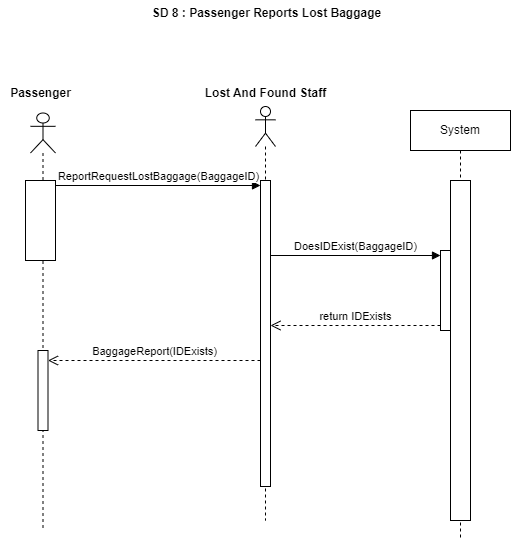 SD 8 : Passenger Reports Lost Baggage
Passenger
Lost And Found Staff
System
ReportRequestLostBaggage(BaggageID)
DoesIDExist(BaggageID)
return IDExists
BaggageReport(IDExists)